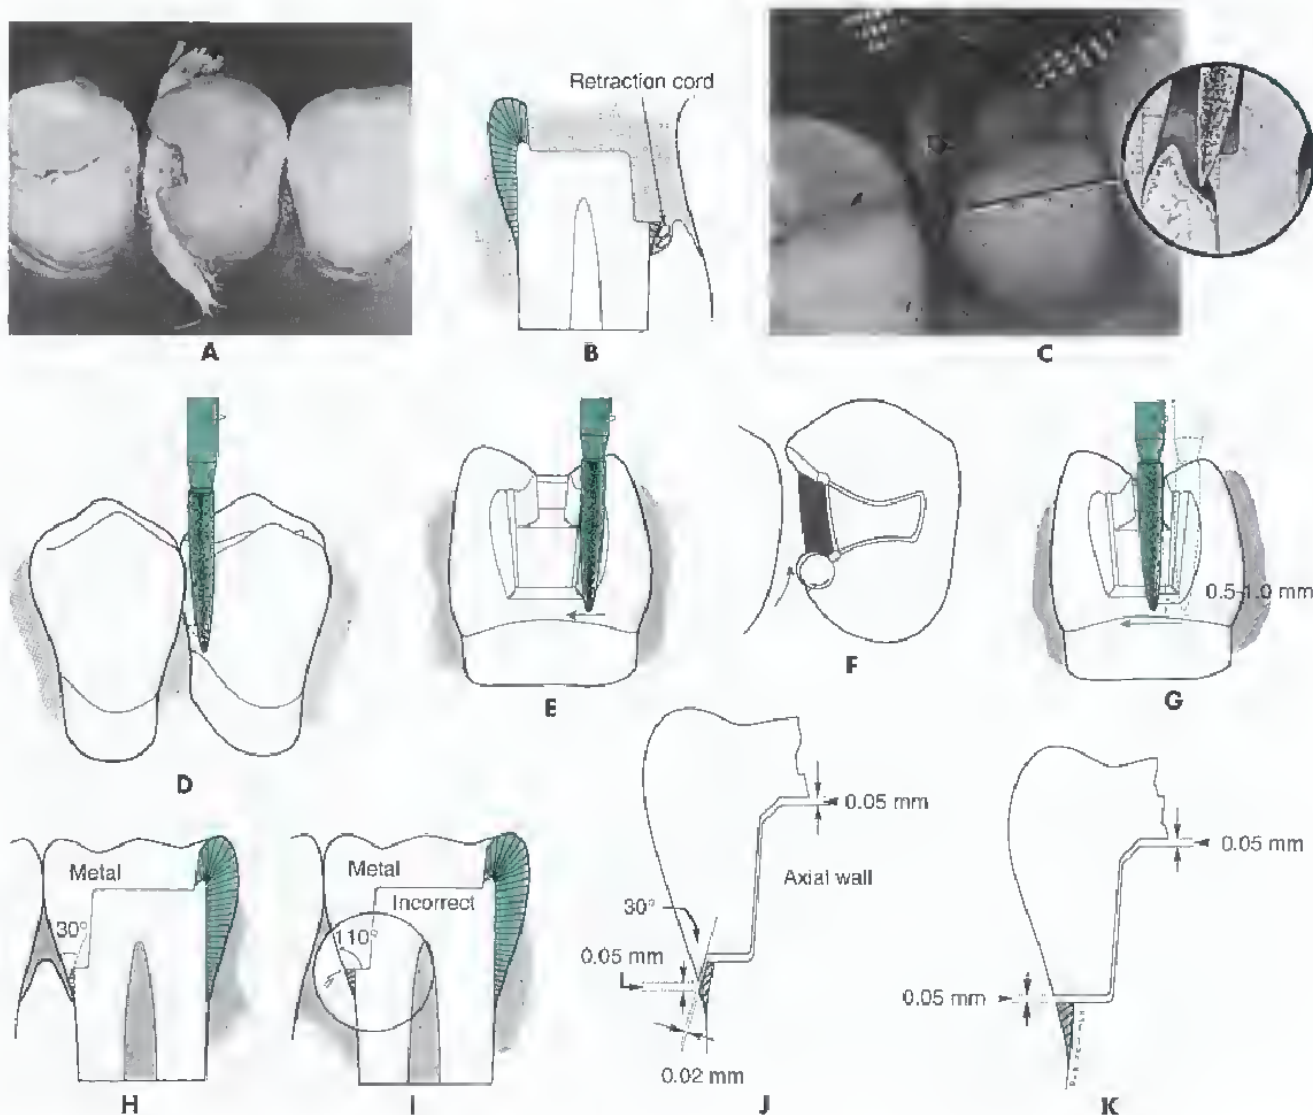 Retraction cord
A
B
C
0.5-1.0 mm
D
E
F
G
Metal
30°
H
Metal
Incorrect
110°
I
0.05 mm
Axial wall
30°
0.05 mm
0.02 mm
J
0.05 mm
0.05 mm
K